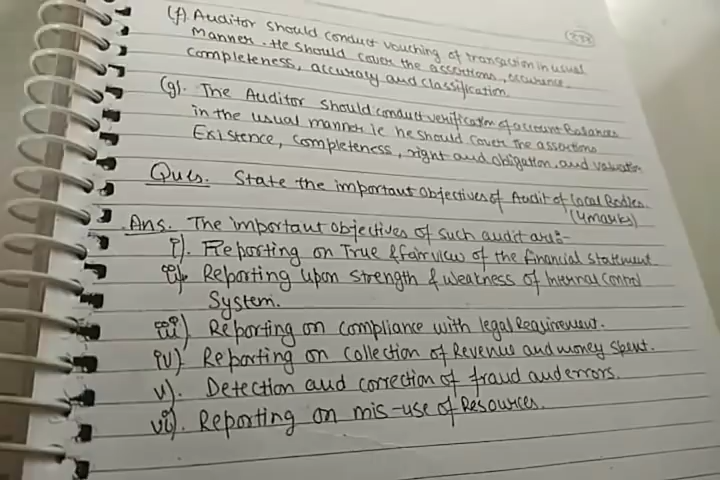 (f). Auditor should conduct vouching of transaction in usual
Manner. He should cover the assertions, occurance
completeness, accuracy and classification.
(g). The Auditor should conduct verification of account Balances
in the usual manner ie he should cover the assertions
Existence, completeness, right and obligation, and valuation
Ques. State the important objectives of Audit of Local Bodies.
(4marks)
Ans. The important objectives of such audit are:-
i). Reporting on True & fair view of the financial statement
ii). Reporting upon strength & weakness of Internal Control
System.
iii) Reporting on compliance with legal Requirement.
iv) Reporting on collection of Revenue and money spent.
v). Detection and correction of fraud and errors.
vi). Reporting on mis-use of Resources.